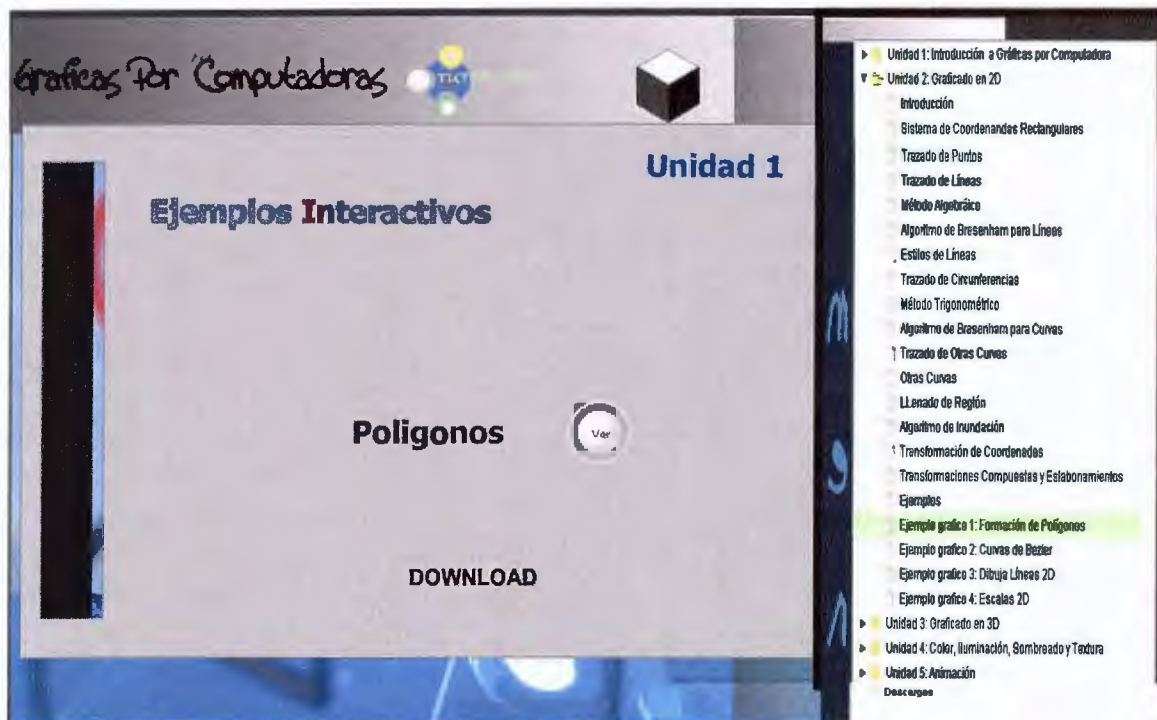 Graficas Por Computadoras
Unidad 1
Ejemplos Interactivos
Poligonos
Ver
DOWNLOAD
Unidad 1: Introducción a Gráficas por Computadora
Unidad 2: Graficado en 2D
Introducción
Sistema de Coordenandas Rectangulares
Trazado de Puntos
Trazado de Líneas
Método Algebráico
Algoritmo de Bresenham para Líneas
Estilos de Líneas
Trazado de Circunferencias
Método Trigonométrico
Algoritmo de Brasenham para Curvas
Trazado de Otras Curvas
Otras Curvas
LLenado de Región
Algoritmo de Inundación
Transformación de Coordenadas
Transformaciones Compuestas y Eslabonamientos
Ejemplos
Ejemplo grafico 1: Formación de Polígonos
Ejemplo grafico 2: Curvas de Bezier
Ejemplo grafico 3: Dibuja Líneas 2D
Ejemplo grafico 4: Escalas 2D
Unidad 3: Graficado en 3D
Unidad 4: Color, Iluminación, Sombreado y Textura
Unidad 5: Animación
Descargas